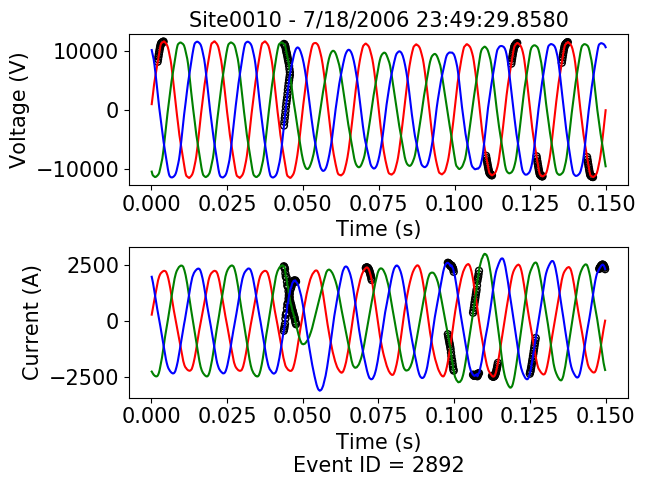 Site0010 - 7/18/2006 23:49:29.8580
Voltage (V)
10000
0
−10000
0.000 0.025 0.050 0.075 0.100 0.125 0.150
Time (s)
Current (A)
2500
0
−2500
0.000 0.025 0.050 0.075 0.100 0.125 0.150
Time (s)
Event ID = 2892